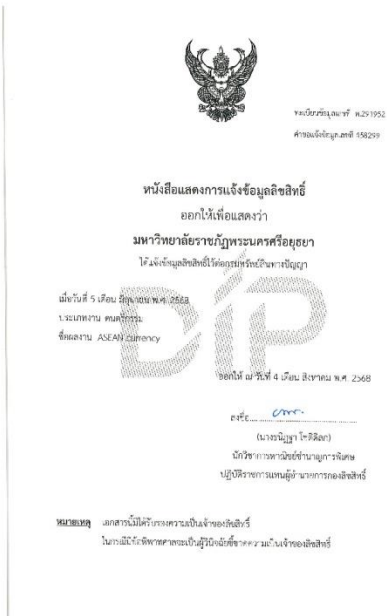 ทะเบียนข้อมูลเลขที่ พ.291952
คำขอแจ้งข้อมูลเลขที่ 158299
หนังสือแสดงการแจ้งข้อมูลลิขสิทธิ์
ออกให้เพื่อแสดงว่า
มหาวิทยาลัยราชภัฏพระนครศรีอยุธยา
ได้แจ้งข้อมูลลิขสิทธิ์ไว้ต่อกรมทรัพย์สินทางปัญญา
เมื่อวันที่ 5 เดือน มิถุนายน พ.ศ. 2568
ประเภทงาน ดนตรีกรรม
ชื่อผลงาน ASEAN currency
DIP
ออกให้ ณ วันที่ 4 เดือน สิงหาคม พ.ศ. 2568
ลงชื่อ
นักวิชาการพาณิชย์ชำนาญการพิเศษ
ปฏิบัติราชการแทนผู้อำนวยการกองลิขสิทธิ์
หมายเหตุ เอกสารนี้มิได้รับรองความเป็นเจ้าของลิขสิทธิ์
ในกรณีมีข้อพิพาทศาลจะเป็นผู้วินิจฉัยชี้ขาดความเป็นเจ้าของลิขสิทธิ์